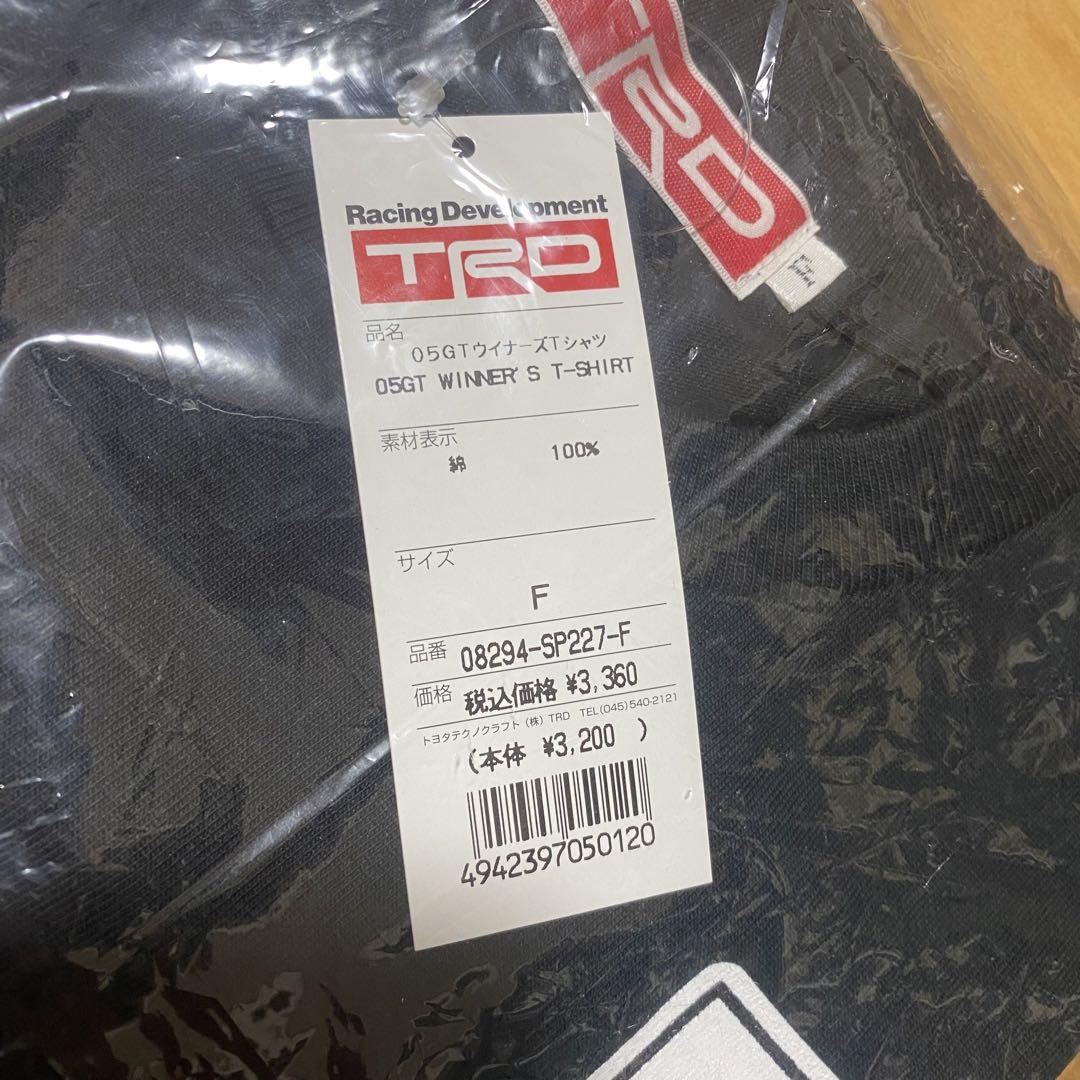 TRD
F
Racing Development
TRD
品名
05GTウイナーズTシャツ
05GT WINNER'S T-SHIRT
素材表示
綿 100%
サイズ
F
品番 08294-SP227-F
価格 税込価格 ¥3,360
トヨタテクノクラフト(株) TRD TEL(045)540-2121
(本体 ¥3,200 )
4942397050120